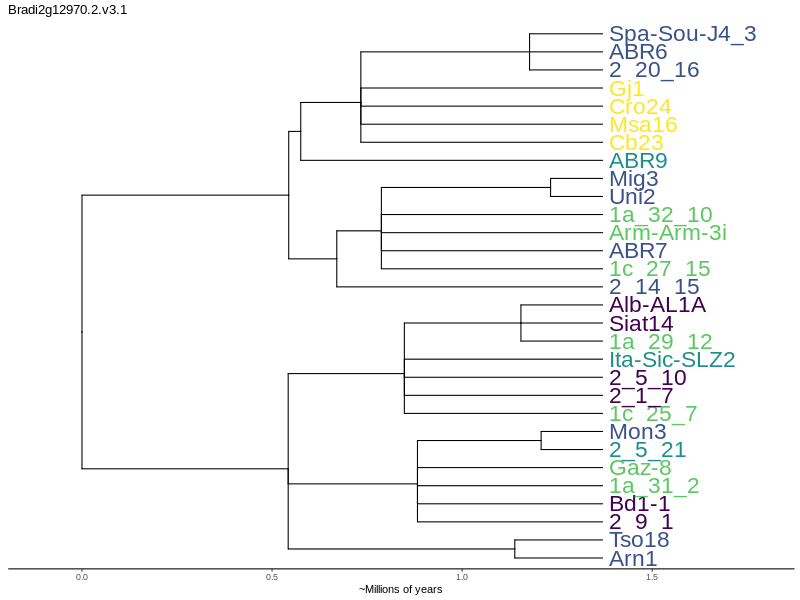 Bradi2g12970.2.v3.1
Spa-Sou-J4_3
ABR6
2_20_16
Gj1
Cro24
Msa16
Cb23
ABR9
Mig3
Uni2
1a_32_10
Arm-Arm-3i
ABR7
1c_27_15
2_14_15
Alb-AL1A
Siat14
1a_29_12
Ita-Sic-SLZ2
2_5_10
2_1_7
1c_25_7
Mon3
2_5_21
Gaz-8
1a_31_2
Bd1-1
2_9_1
Tso18
Arn1
0.0 0.5 1.0 1.5
~Millions of years